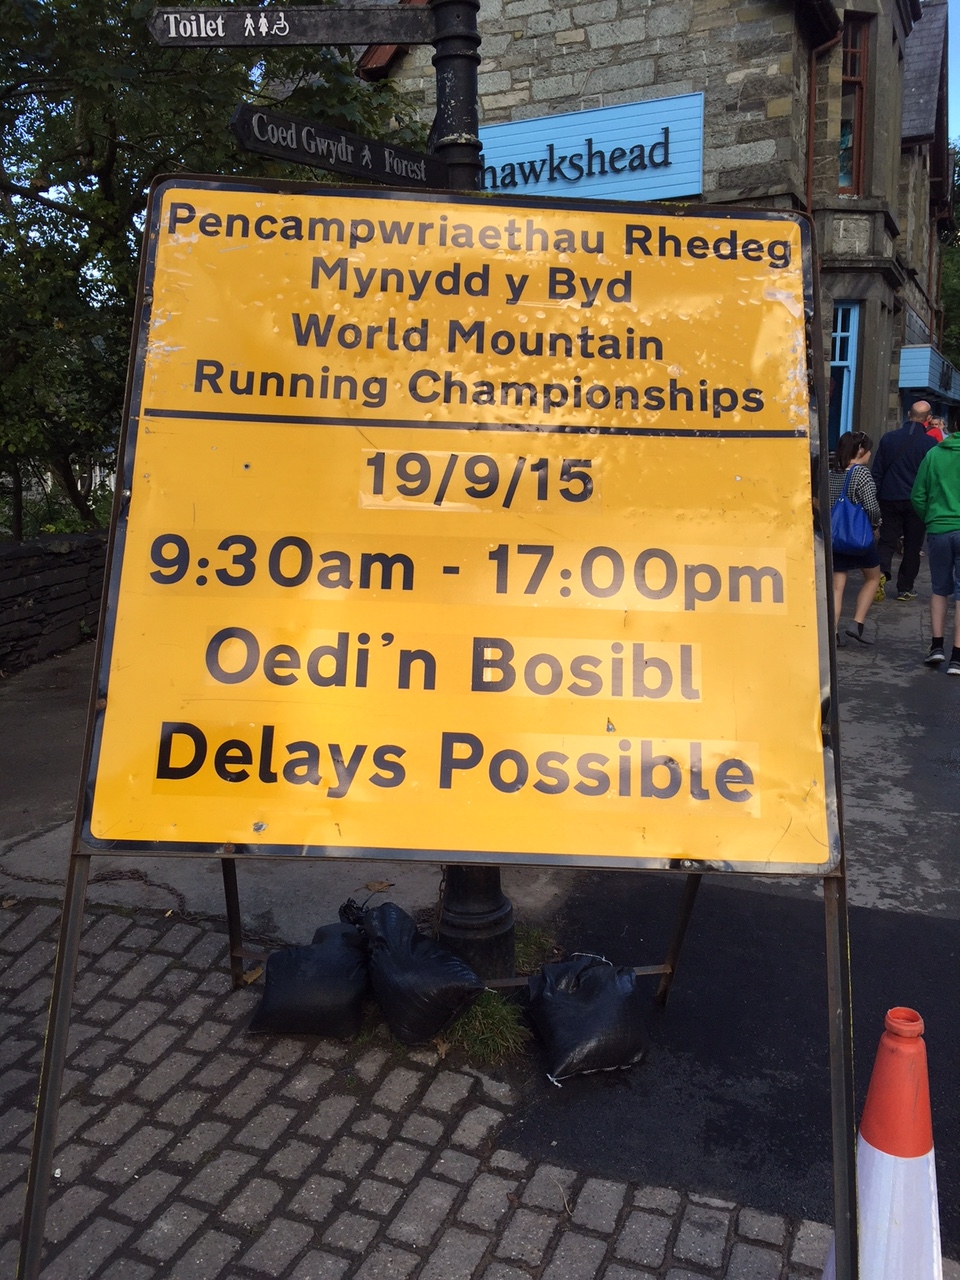 Toilet
Coed Gwydr Forest
hawkshead
Pencampwriaethau Rhedeg
Mynydd y Byd
World Mountain
Running Championships
19/9/15
9:30am - 17:00pm
Oedi'n Bosibl
Delays Possible